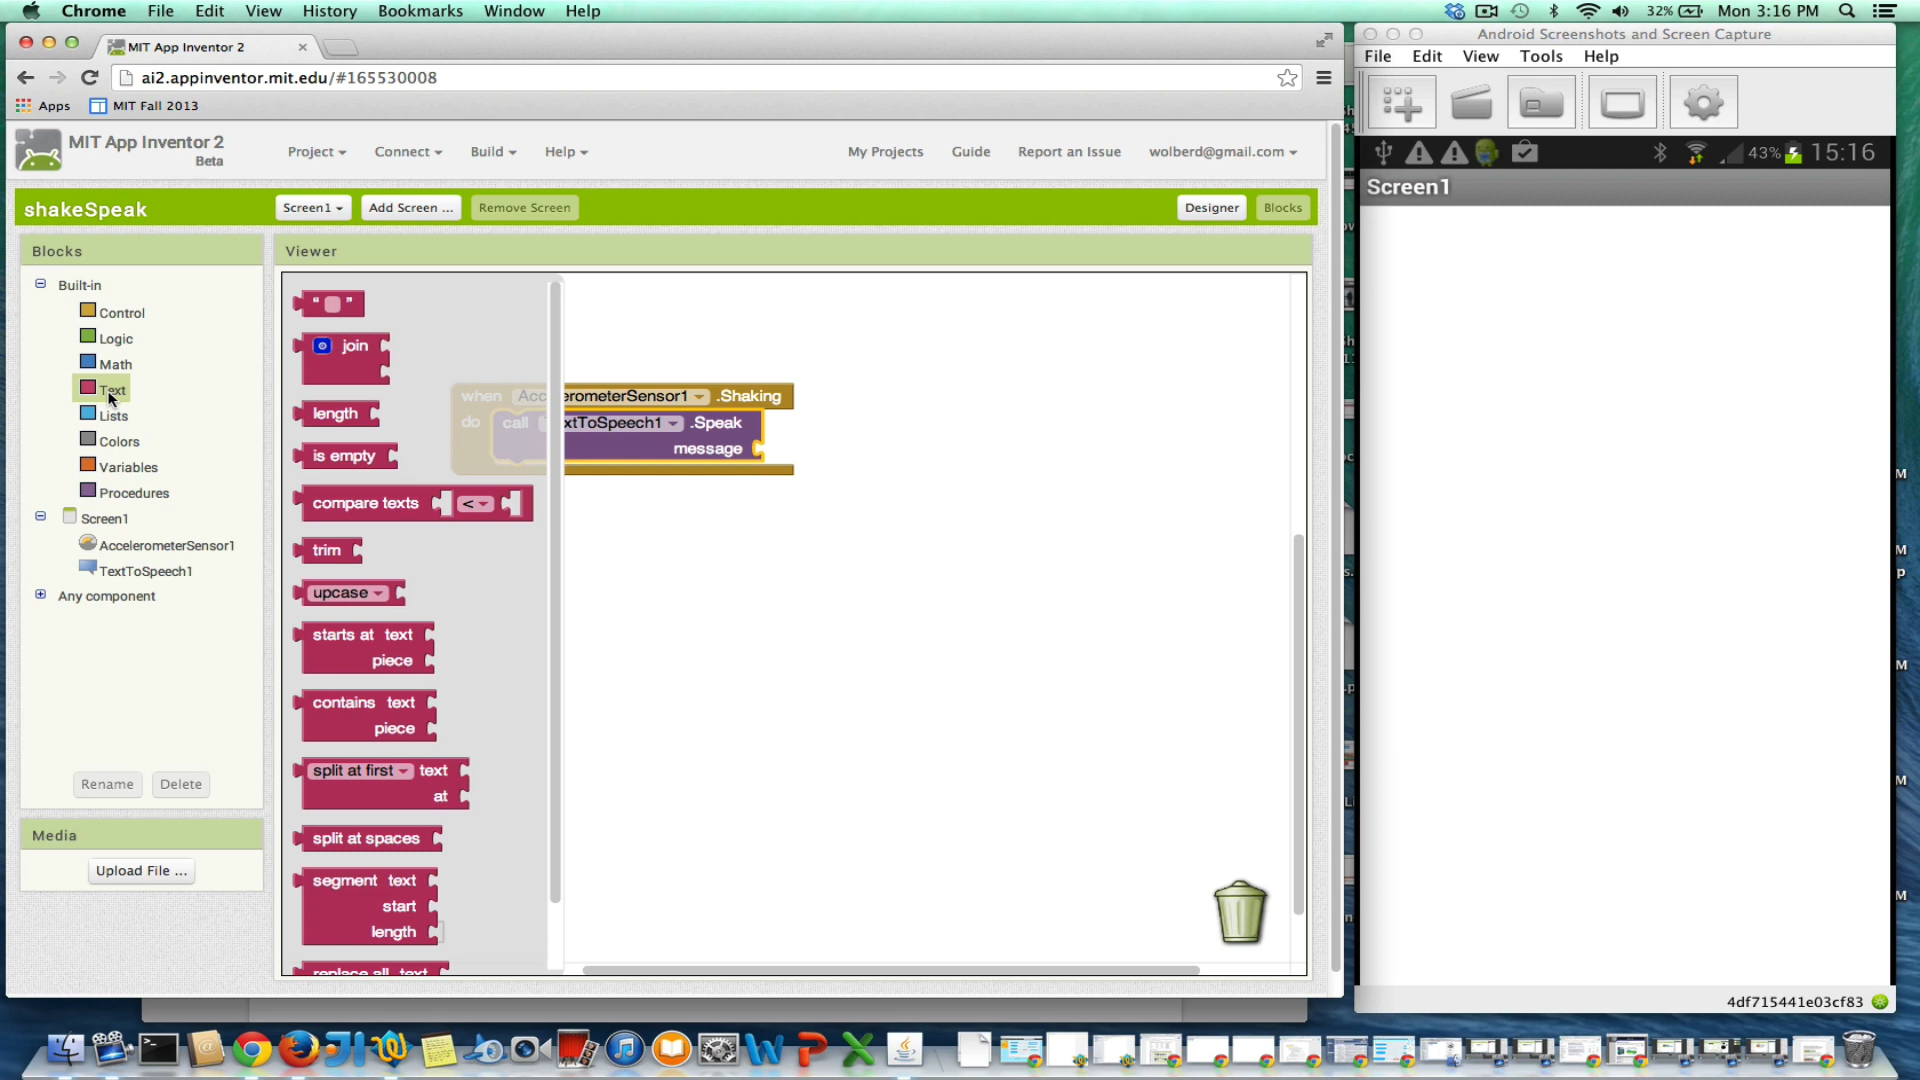 Chrome File Edit View History Bookmarks Window Help
32% Mon 3:16 PM
MIT App Inventor 2
ai2.appinventor.mit.edu/#165530008
Apps MIT Fall 2013
MIT App Inventor 2
Beta
Project Connect Build Help
My Projects Guide Report an Issue wolberd@gmail.com
shakeSpeak
Screen1 Add Screen ... Remove Screen
Designer Blocks
Blocks
Built-in
Control
Logic
Math
Text
Lists
Colors
Variables
Procedures
Screen1
AccelerometerSensor1
TextToSpeech1
Any component
Rename Delete
Media
Upload File ...
Viewer
“ ”
join
length
is empty
compare texts <
trim
upcase
starts at text
piece
contains text
piece
split at first text
at
split at spaces
segment text
start
length
replace all text
when AccelerometerSensor1 .Shaking
do call TextToSpeech1 .Speak
message
Android Screenshots and Screen Capture
File Edit View Tools Help
43% 15:16
Screen1
4df715441e03cf83